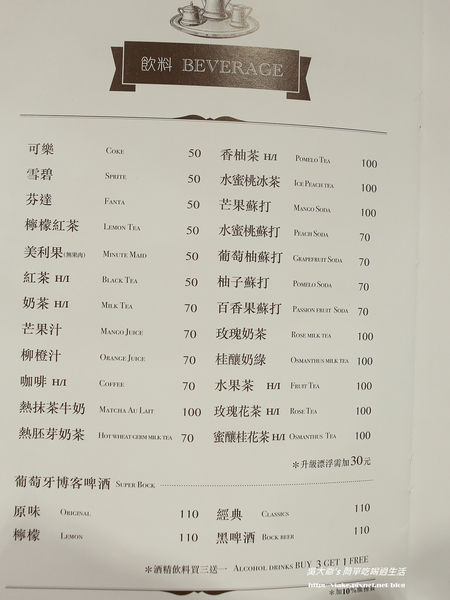 飲料 BEVERAGE
可樂 COKE 50
雪碧 SPRITE 50
芬達 FANTA 50
檸檬紅茶 LEMON TEA 50
美利果(無果肉) MINUTE MAID 50
紅茶 H/I BLACK TEA 50
奶茶 H/I MILK TEA 70
芒果汁 MANGO JUICE 70
柳橙汁 ORANGE JUICE 70
咖啡 H/I COFFEE 70
熱抹茶牛奶 MATCHA AU LAIT 100
熱胚芽奶茶 HOT WHEAT GERM MILK TEA 70
香柚茶 H/I POMELO TEA 100
水蜜桃冰茶 ICE PEACH TEA 100
芒果蘇打 MANGO SODA 100
水蜜桃蘇打 PEACH SODA 70
葡萄柚蘇打 GRAPEFRUIT SODA 70
柚子蘇打 POMELO SODA 70
百香果蘇打 PASSION FRUIT SODA 70
玫瑰奶茶 ROSE MILK TEA 100
桂釀奶綠 OSMANTHUS MILK TEA 100
水果茶 H/I FRUIT TEA 100
玫瑰花茶 H/I ROSE TEA 100
蜜釀桂花茶 H/I OSMANTHUS TEA 100
＊升級漂浮需加30元
葡萄牙博客啤酒 SUPER BOCK
原味 ORIGINAL 110
檸檬 LEMON 110
經典 CLASSICS 110
黑啤酒 BOCK BEER 110
＊酒精飲料買三送一 ALCOHOL DRINKS BUY 3 GET 1 FREE
＊加10%服務費